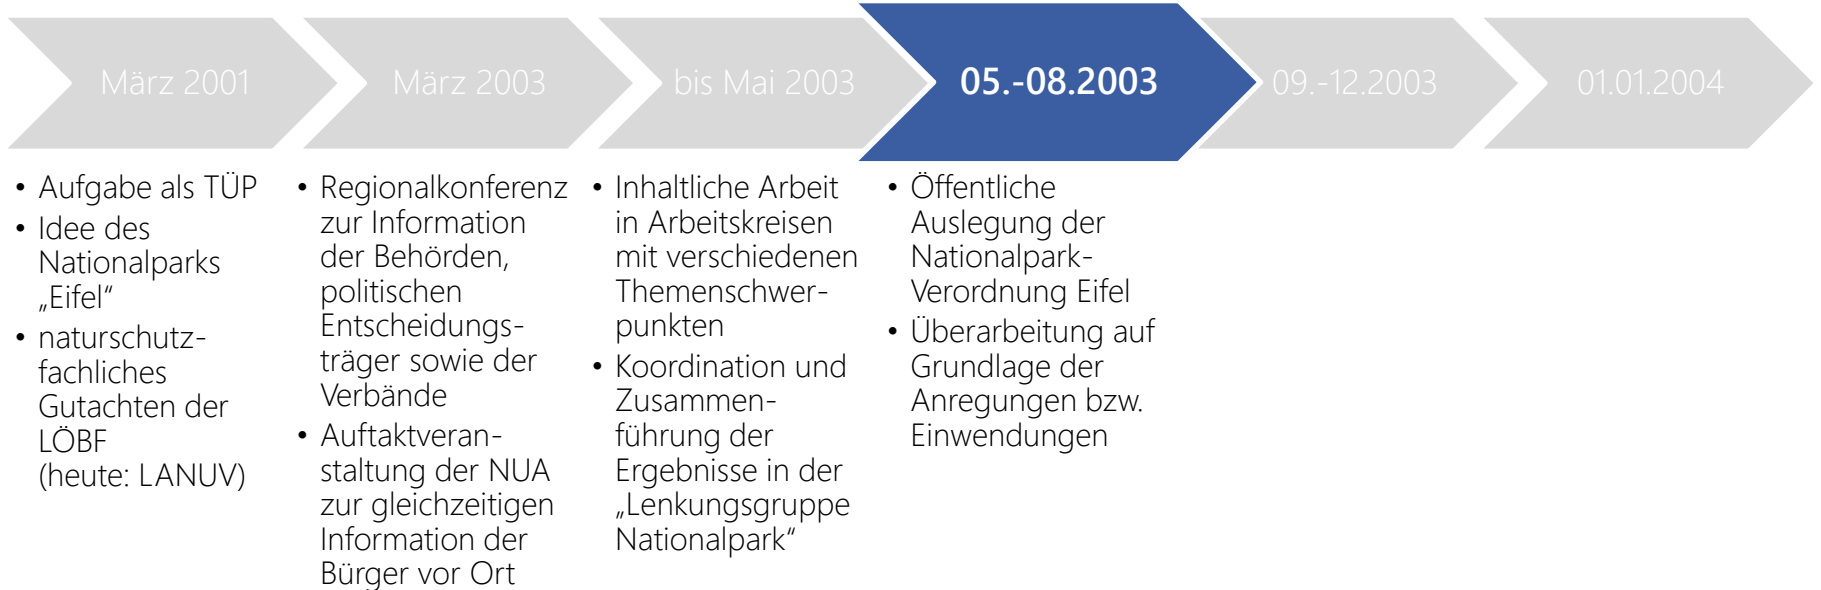 März 2001
März 2003
bis Mai 2003
05.-08.2003
09.-12.2003
01.01.2004
• Aufgabe als TÜP
• Idee des
Nationalparks
„Eifel“
• naturschutz-
fachliches
Gutachten der
LÖBF
(heute: LANUV)
• Regionalkonferenz
zur Information
der Behörden,
politischen
Entscheidungs-
träger sowie der
Verbände
• Auftaktveran-
staltung der NUA
zur gleichzeitigen
Information der
Bürger vor Ort
• Inhaltliche Arbeit
in Arbeitskreisen
mit verschiedenen
Themenschwer-
punkten
• Koordination und
Zusammen-
führung der
Ergebnisse in der
„Lenkungsgruppe
Nationalpark“
• Öffentliche
Auslegung der
Nationalpark-
Verordnung Eifel
• Überarbeitung auf
Grundlage der
Anregungen bzw.
Einwendungen